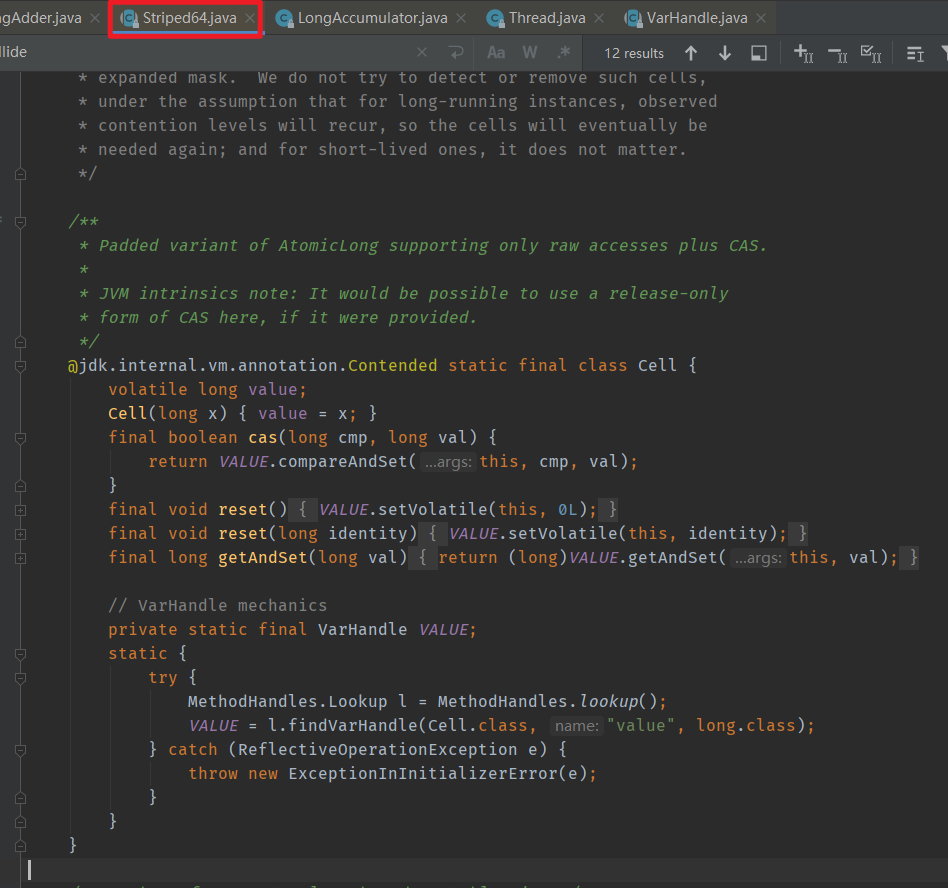 gAdder.java × Striped64.java × LongAccumulator.java × Thread.java × VarHandle.java ×
llide × Aa W .* 12 results
* expanded mask. We do not try to detect or remove such cells,
* under the assumption that for long-running instances, observed
* contention levels will recur, so the cells will eventually be
* needed again; and for short-lived ones, it does not matter.
*/
/**
* Padded variant of AtomicLong supporting only raw accesses plus CAS.
*
* JVM intrinsics note: It would be possible to use a release-only
* form of CAS here, if it were provided.
*/
@jdk.internal.vm.annotation.Contended static final class Cell {
volatile long value;
Cell(long x) { value = x; }
final boolean cas(long cmp, long val) {
return VALUE.compareAndSet( ...args: this, cmp, val);
}
final void reset() { VALUE.setVolatile(this, 0L); }
final void reset(long identity) { VALUE.setVolatile(this, identity); }
final long getAndSet(long val) { return (long)VALUE.getAndSet( ...args: this, val); }
// VarHandle mechanics
private static final VarHandle VALUE;
static {
try {
MethodHandles.Lookup l = MethodHandles.lookup();
VALUE = l.findVarHandle(Cell.class, name: "value", long.class);
} catch (ReflectiveOperationException e) {
throw new ExceptionInInitializerError(e);
}
}
}